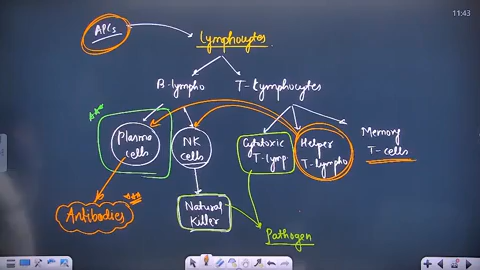 11:43
APCs
Lymphocytes
B-lympho
T-Lymphocytes
Plasma
cells
NK
cells
Cytotoxic
T-lymp.
Helper
T-lympho
Memory
T-cells
Antibodies
Natural
Killer
Pathogen